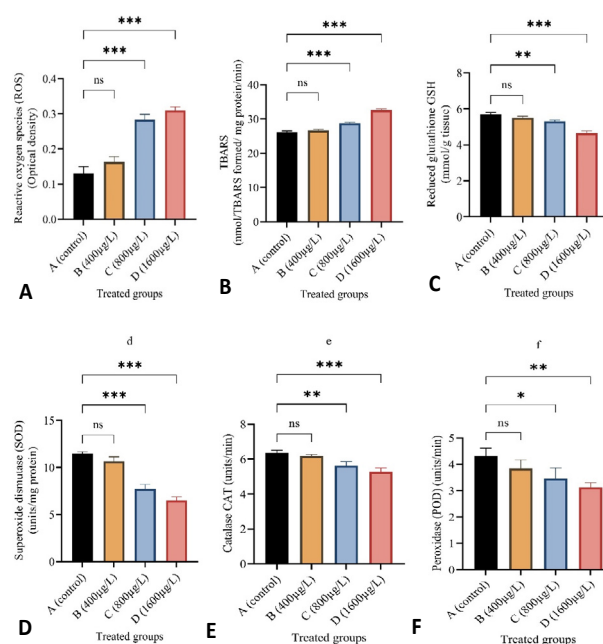 ***
***
ns
Reactive oxygen species (ROS)
(Optical density)
0.4
0.3
0.2
0.1
0.0
A (control)
B (400µg/L)
C (800µg/L)
D (1600µg/L)
Treated groups
A
***
***
ns
TBARS
(nmol/TBARS formed/ mg protein/min)
60
40
20
0
A (control)
B (400µg/L)
C (800µg/L)
D (1600µg/L)
Treated groups
B
***
**
ns
Reduced glutathione GSH
(mmol/g tissuc)
10
8
6
4
2
0
A (control)
B (400µg/L)
C (800µg/L)
D (1600µg/L)
Treated groups
C
d
***
***
ns
Superoxide dismutase (SOD)
(units/mg protein)
15
10
5
0
A (control)
B (400µg/L)
C (800µg/L)
D (1600µg/L)
Treated groups
D
e
***
**
ns
Catalase CAT (units/min)
8
6
4
2
0
A (control)
B (400µg/L)
C (800µg/L)
D (1600µg/L)
Treated groups
E
f
**
*
ns
Peroxidase (POD) (units/min)
6
5
4
3
2
1
0
A (control)
B (400µg/L)
C (800µg/L)
D (1600µg/L)
Treated groups
F